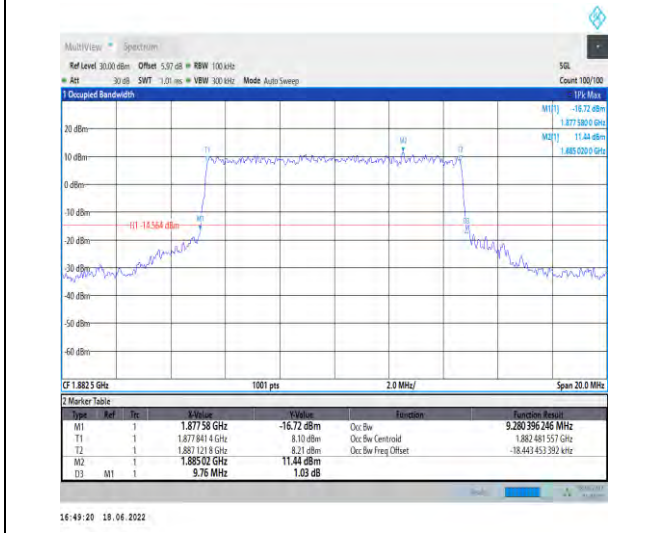 MultiView Spectrum
Ref Level 30.00 dBm Offset 5.97 dB RBW 100 kHz SGL
Att 30 dB SWT 1.01 ms VBW 300 kHz Mode Auto Sweep Count 100/100
1 Occupied Bandwidth 1Pk Max
M1[1] -16.72 dBm
1.877 580 0 GHz
M2[1] 11.44 dBm
1.885 020 0 GHz
20 dBm
M2
T1 T2
10 dBm
0 dBm
-10 dBm
M1
H1 -14.564 dBm
D3
-20 dBm
-30 dBm
-40 dBm
-50 dBm
-60 dBm
CF 1.882 5 GHz 1001 pts 2.0 MHz/ Span 20.0 MHz
2 Marker Table
Type Ref Trc X-Value Y-Value Function Function Result
M1 1 1.877 58 GHz -16.72 dBm Occ Bw 9.280 396 246 MHz
T1 1 1.877 841 4 GHz 8.10 dBm Occ Bw Centroid 1.882 481 557 GHz
T2 1 1.887 121 8 GHz 8.21 dBm Occ Bw Freq Offset -18.443 453 392 kHz
M2 1 1.885 02 GHz 11.44 dBm
D3 M1 1 9.76 MHz 1.03 dB
16:49:20 18.06.2022